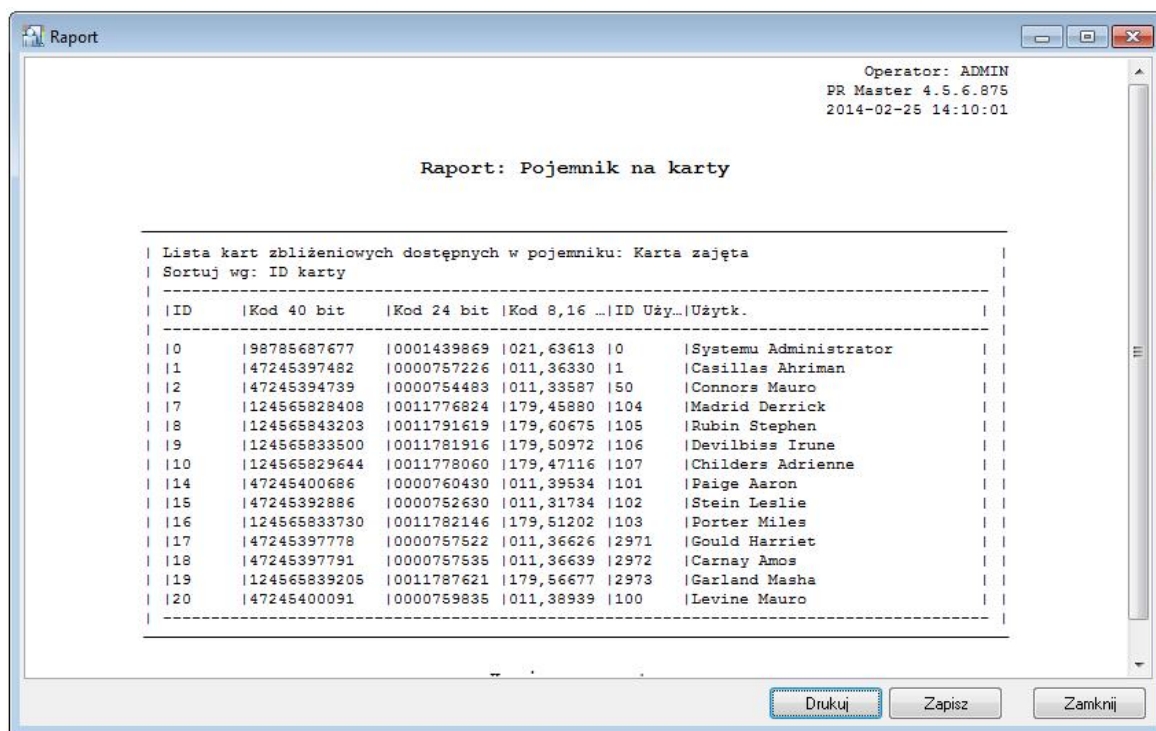 Raport
Operator: ADMIN
PR Master 4.5.6.875
2014-02-25 14:10:01
Raport: Pojemnik na karty
| Lista kart zbliżeniowych dostępnych w pojemniku: Karta zajęta |
| Sortuj wg: ID karty |
| |ID |Kod 40 bit |Kod 24 bit |Kod 8,16 …|ID Uży…|Użytk. | |
| |0 |98785687677 |0001439869 |021,63613 |0 |Systemu Administrator | |
| |1 |47245397482 |0000757226 |011,36330 |1 |Casillas Ahriman | |
| |2 |47245394739 |0000754483 |011,33587 |50 |Connors Mauro | |
| |7 |124565828408 |0011776824 |179,45880 |104 |Madrid Derrick | |
| |8 |124565843203 |0011791619 |179,60675 |105 |Rubin Stephen | |
| |9 |124565833500 |0011781916 |179,50972 |106 |Devilbiss Irune | |
| |10 |124565829644 |0011778060 |179,47116 |107 |Childers Adrienne | |
| |14 |47245400686 |0000760430 |011,39534 |101 |Paige Aaron | |
| |15 |47245392886 |0000752630 |011,31734 |102 |Stein Leslie | |
| |16 |124565833730 |0011782146 |179,51202 |103 |Porter Miles | |
| |17 |47245397778 |0000757522 |011,36626 |2971 |Gould Harriet | |
| |18 |47245397791 |0000757535 |011,36639 |2972 |Carnay Amos | |
| |19 |124565839205 |0011787621 |179,56677 |2973 |Garland Masha | |
| |20 |47245400091 |0000759835 |011,38939 |100 |Levine Mauro | |
Drukuj Zapisz Zamknij